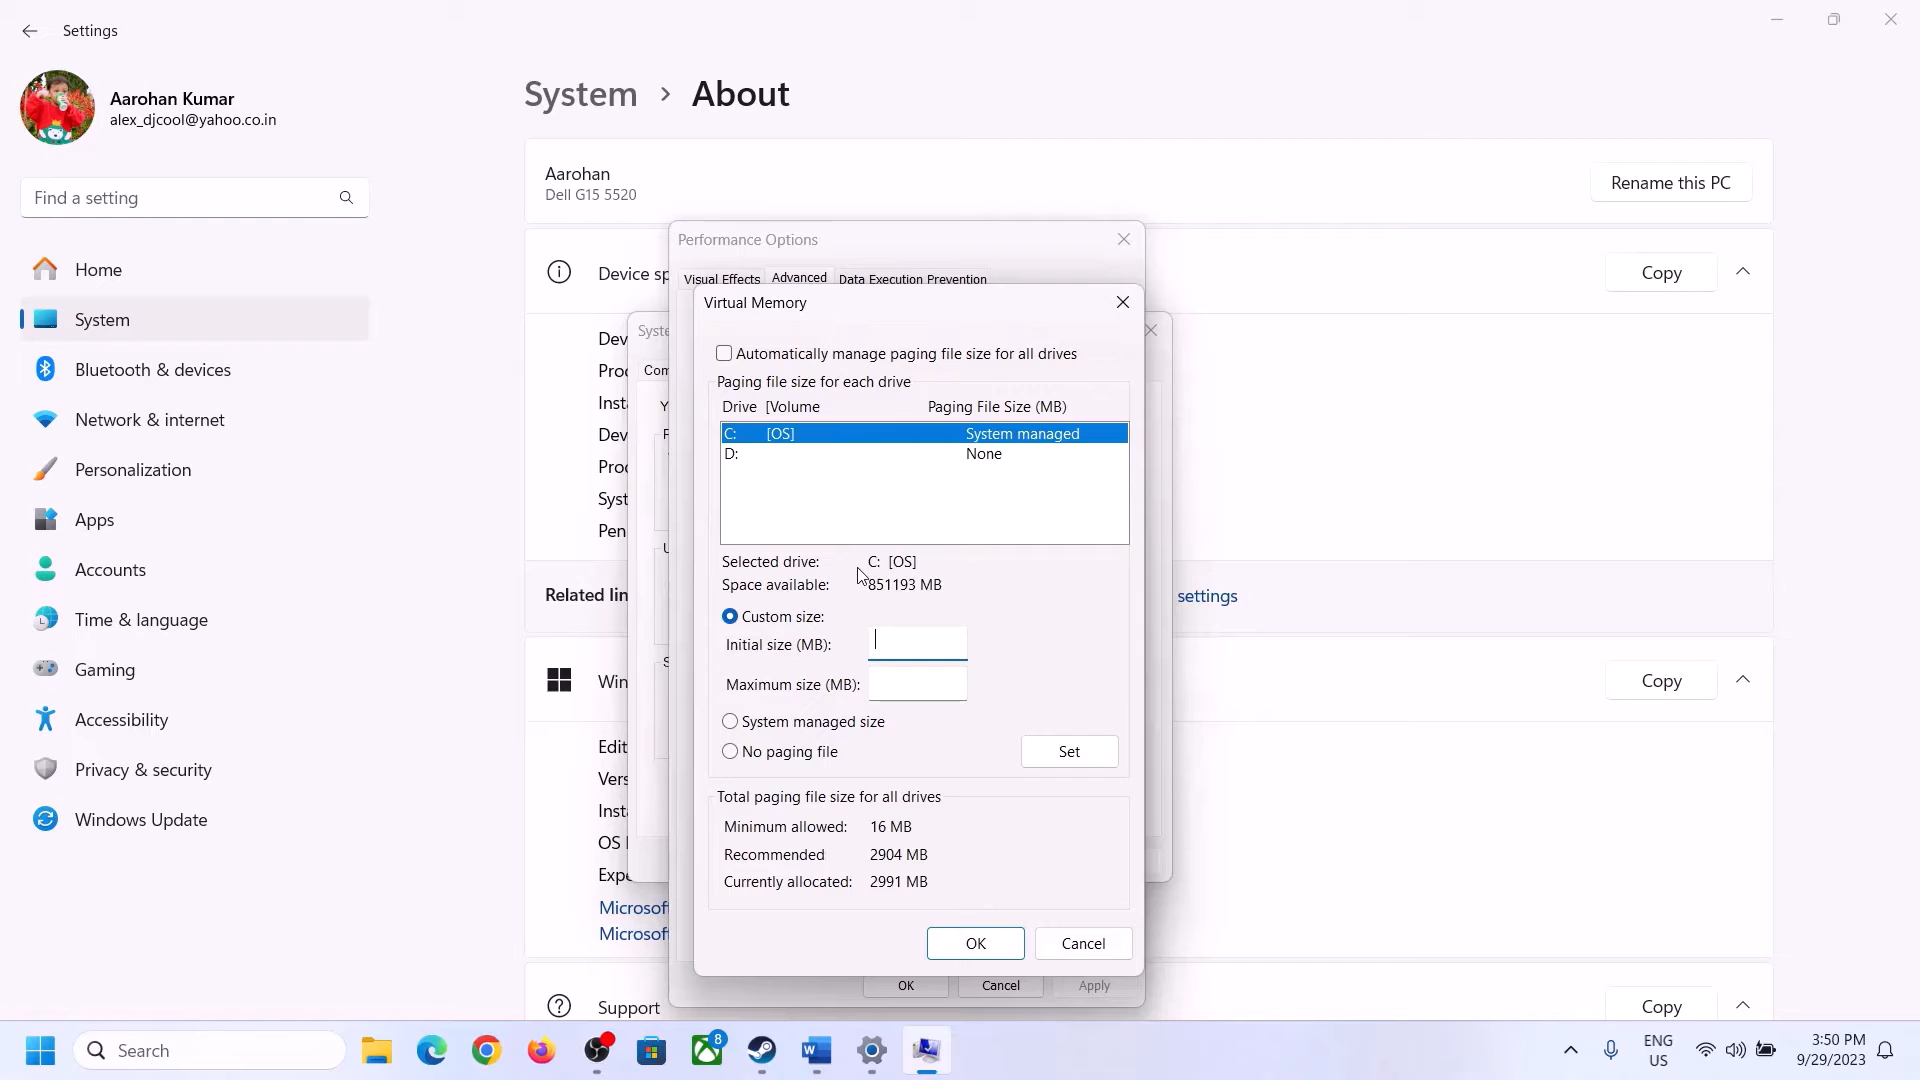 Settings
Aarohan Kumar
alex_djcool@yahoo.co.in
Find a setting
Home
System
Bluetooth & devices
Network & internet
Personalization
Apps
Accounts
Time & language
Gaming
Accessibility
Privacy & security
Windows Update
System > About
Aarohan
Dell G15 5520
Rename this PC
Device sp
Copy
Dev
Proc
Inst
Dev
Proc
Syst
Pen
Related lin
settings
Win
Copy
Edit
Vers
Inst
OS
Expe
Microsof
Microsof
Support
Copy
Syste
Com
Performance Options
Visual Effects
Advanced
Data Execution Prevention
Virtual Memory
Automatically manage paging file size for all drives
Paging file size for each drive
Drive [Volume Paging File Size (MB)
C: [OS] System managed
D: None
Selected drive: C: [OS]
Space available: 851193 MB
Custom size:
Initial size (MB):
Maximum size (MB):
System managed size
No paging file
Set
Total paging file size for all drives
Minimum allowed: 16 MB
Recommended 2904 MB
Currently allocated: 2991 MB
OK
Cancel
OK
Cancel
Apply
Search
8
ENG
US
3:50 PM
9/29/2023